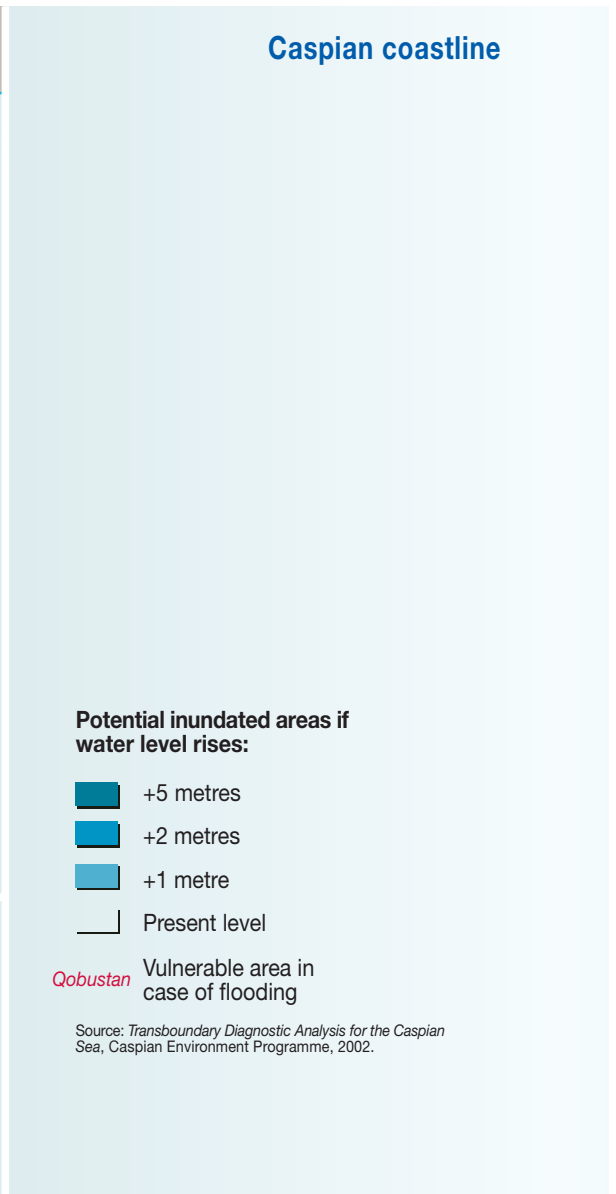 Caspian coastline
Potential inundated areas if
water level rises:
+5 metres
+2 metres
+1 metre
Present level
Qobustan
Vulnerable area in
case of flooding
Source: Transboundary Diagnostic Analysis for the Caspian
Sea, Caspian Environment Programme, 2002.